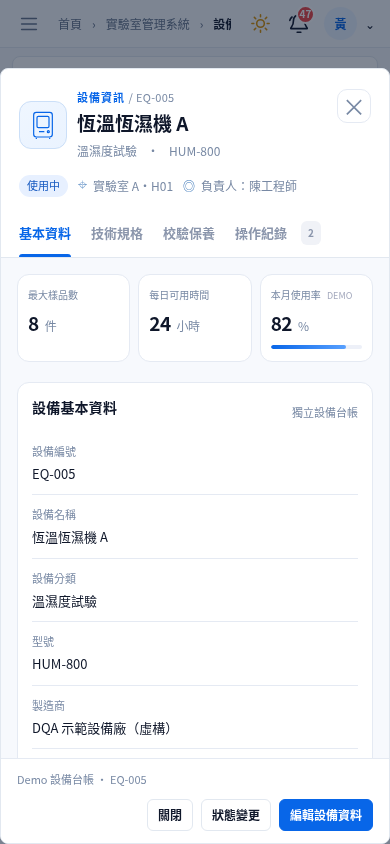 首頁 › 實驗室管理系統 › 設
47
黃
設備資訊 / EQ-005
恆溫恆濕機 A
溫濕度試驗 • HUM-800
使用中 實驗室 A・H01 ◎ 負責人：陳工程師
基本資料 技術規格 校驗保養 操作紀錄 2
最大樣品數
8 件
每日可用時間
24 小時
本月使用率 DEMO
82 %
設備基本資料
獨立設備台帳
設備編號
EQ-005
設備名稱
恆溫恆濕機 A
設備分類
溫濕度試驗
型號
HUM-800
製造商
DQA 示範設備廠（虛構）
Demo 設備台帳 • EQ-005
關閉 狀態變更 編輯設備資料